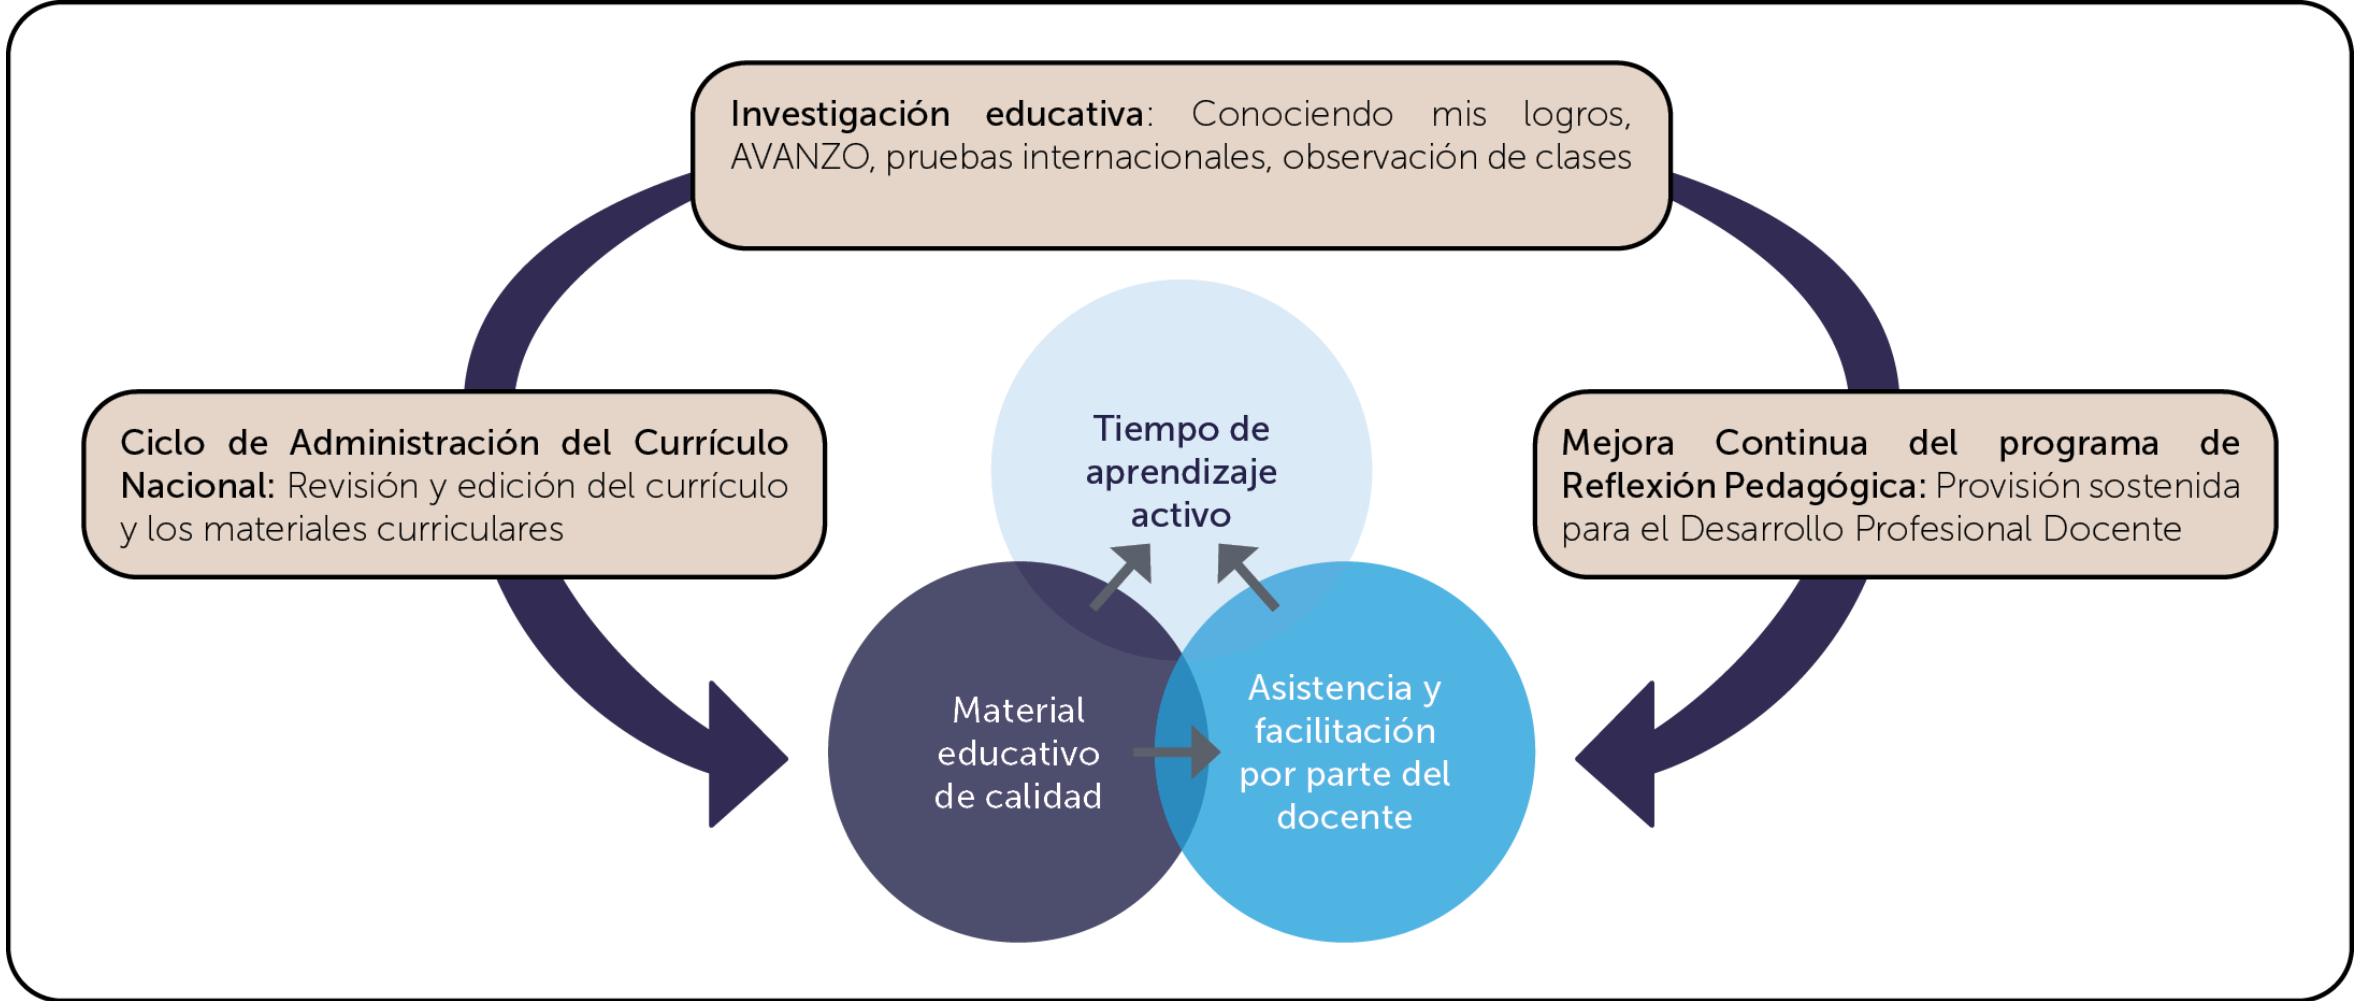 Investigación educativa: Conociendo mis logros,
AVANZO, pruebas internacionales, observación de clases
Ciclo de Administración del Currículo
Nacional: Revisión y edición del currículo
y los materiales curriculares
Tiempo de
aprendizaje
activo
Mejora Continua del programa de
Reflexión Pedagógica: Provisión sostenida
para el Desarrollo Profesional Docente
Material
educativo
de calidad
Asistencia y
facilitación
por parte del
docente